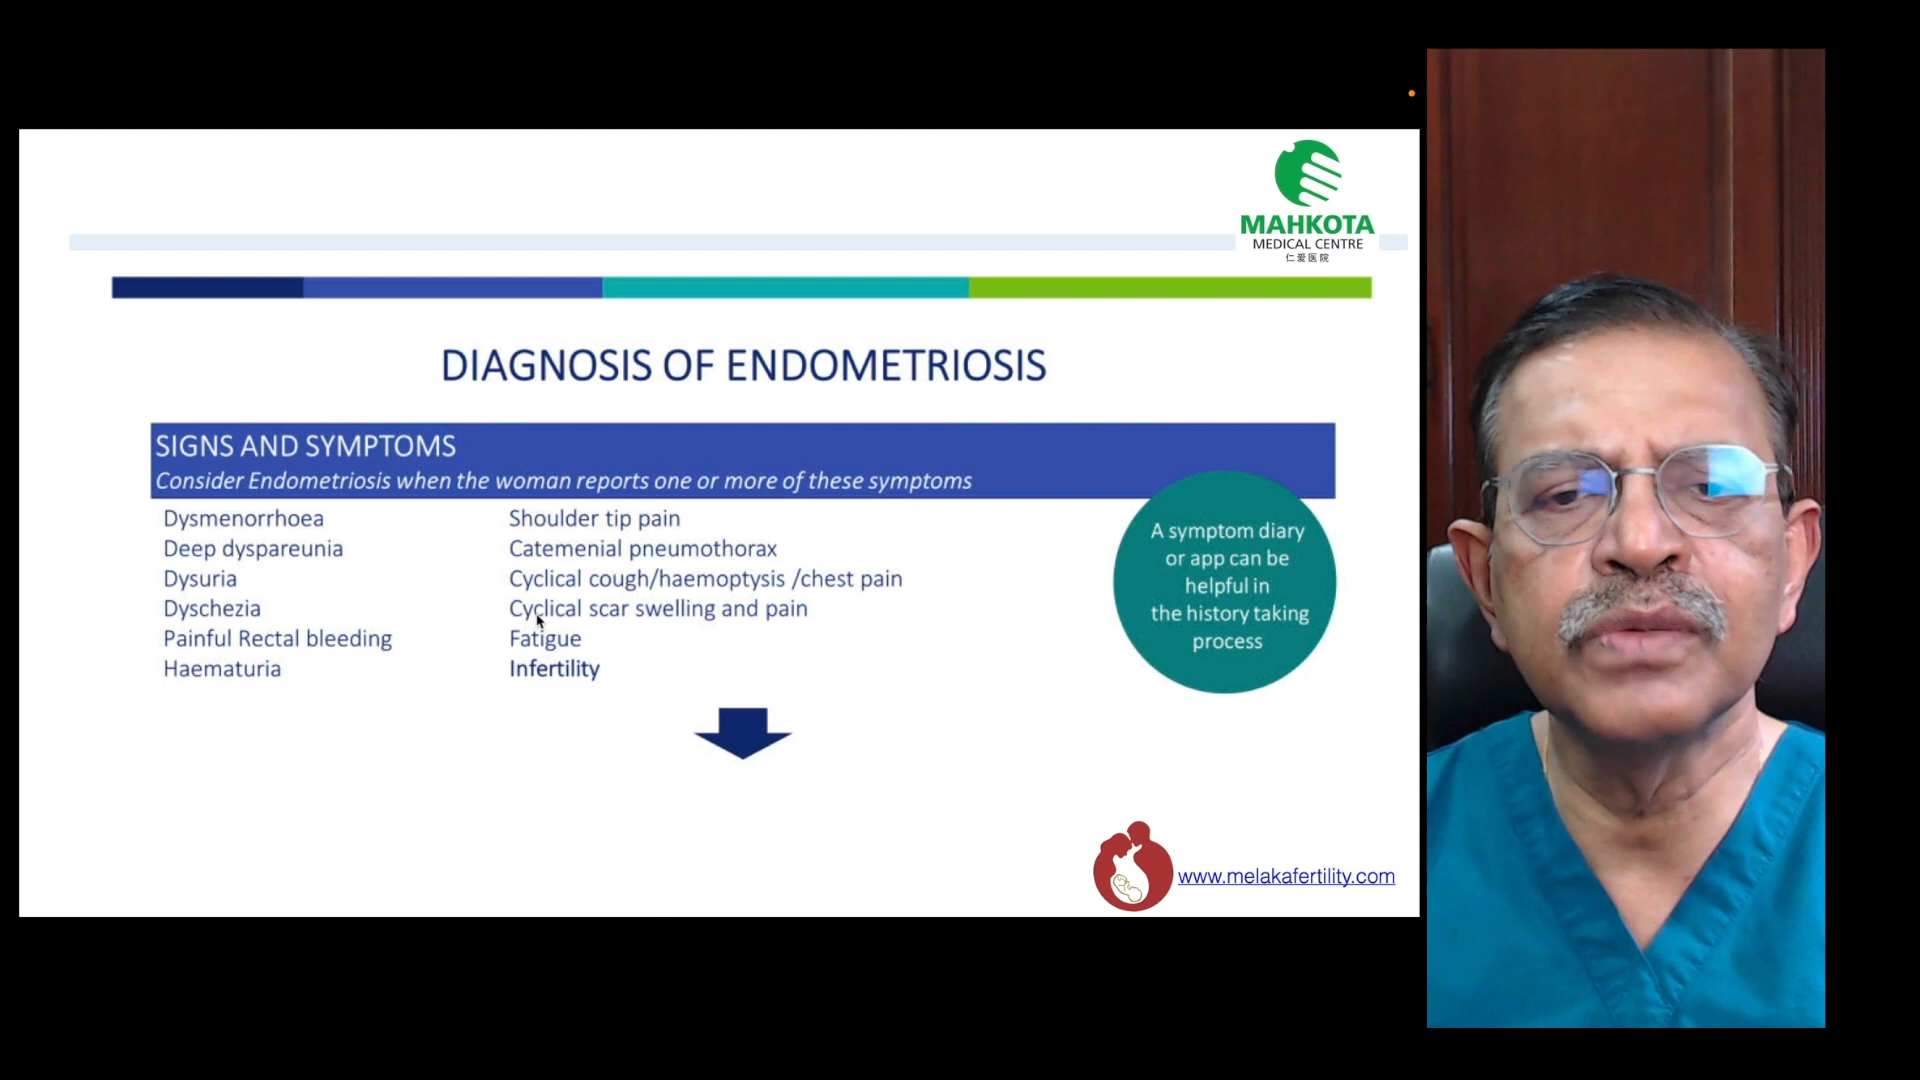 MAHKOTA
MEDICAL CENTRE
仁爱医院
DIAGNOSIS OF ENDOMETRIOSIS
SIGNS AND SYMPTOMS
Consider Endometriosis when the woman reports one or more of these symptoms
Dysmenorrhoea
Deep dyspareunia
Dysuria
Dyschezia
Painful Rectal bleeding
Haematuria
Shoulder tip pain
Catemenial pneumothorax
Cyclical cough/haemoptysis /chest pain
Cyclical scar swelling and pain
Fatigue
Infertility
A symptom diary
or app can be
helpful in
the history taking
process
www.melakafertility.com